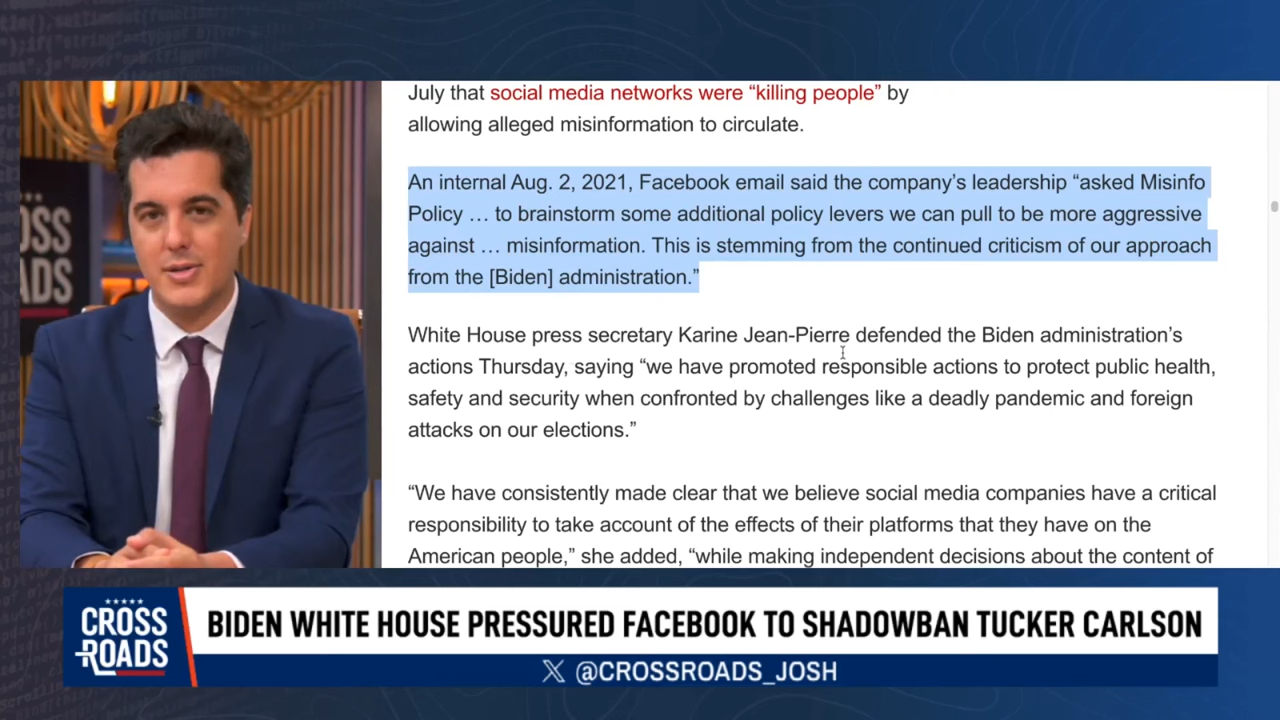 July that social media networks were “killing people” by
allowing alleged misinformation to circulate.
An internal Aug. 2, 2021, Facebook email said the company’s leadership “asked Misinfo
Policy … to brainstorm some additional policy levers we can pull to be more aggressive
against … misinformation. This is stemming from the continued criticism of our approach
from the [Biden] administration.”
White House press secretary Karine Jean-Pierre defended the Biden administration’s
actions Thursday, saying “we have promoted responsible actions to protect public health,
safety and security when confronted by challenges like a deadly pandemic and foreign
attacks on our elections.”
“We have consistently made clear that we believe social media companies have a critical
responsibility to take account of the effects of their platforms that they have on the
American people,” she added, “while making independent decisions about the content of
CROSS
ROADS
BIDEN WHITE HOUSE PRESSURED FACEBOOK TO SHADOWBAN TUCKER CARLSON
X @CROSSROADS_JOSH